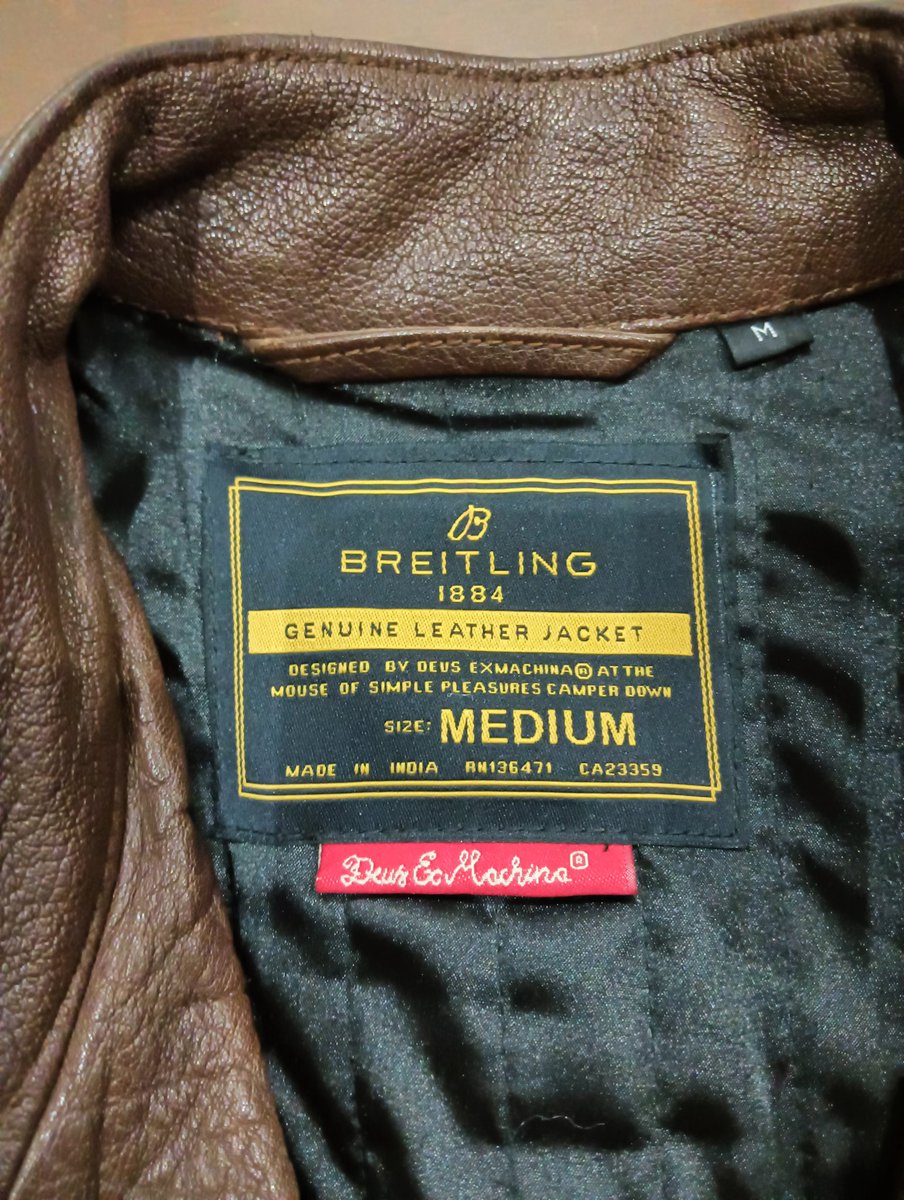 M
B
BREITLING
1884
GENUINE LEATHER JACKET
DESIGNED BY DEUS EXMACHINA® AT THE
MOUSE OF SIMPLE PLEASURES CAMPER DOWN
SIZE: MEDIUM
MADE IN INDIA RN136471 CA23359
Deus Ex Machina®